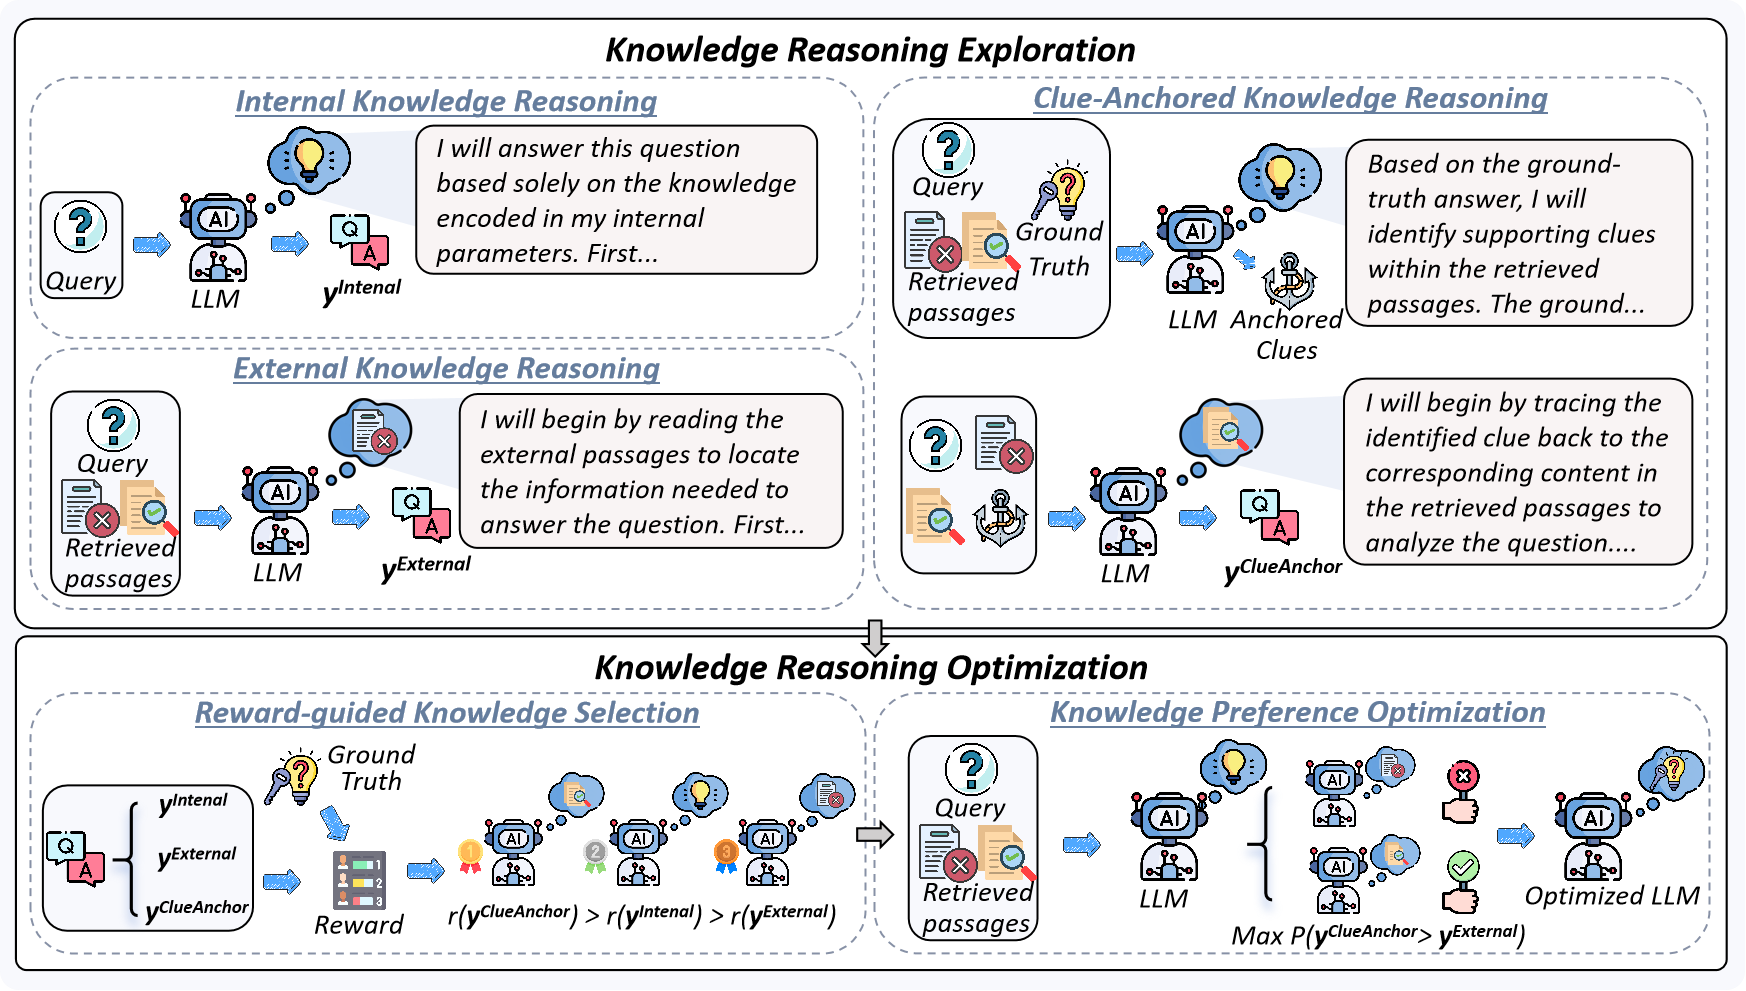 Knowledge Reasoning Exploration
Internal Knowledge Reasoning
I will answer this question
based solely on the knowledge
encoded in my internal
parameters. First...
?
Query
AI
LLM
Q
A
y^Intenal
External Knowledge Reasoning
?
Query
Retrieved
passages
AI
LLM
Q
A
y^External
I will begin by reading the
external passages to locate
the information needed to
answer the question. First...
Clue-Anchored Knowledge Reasoning
?
Query
?
Ground
Truth
Retrieved
passages
AI
LLM
Anchored
Clues
Based on the ground-
truth answer, I will
identify supporting clues
within the retrieved
passages. The ground...
?
AI
LLM
Q
A
y^ClueAnchor
I will begin by tracing the
identified clue back to the
corresponding content in
the retrieved passages to
analyze the question....
Knowledge Reasoning Optimization
Reward-guided Knowledge Selection
?
Ground
Truth
Q
A
y^Intenal
y^External
y^ClueAnchor
1
2
3
Reward
1
AI
2
AI
3
AI
r(y^ClueAnchor) > r(y^Intenal) > r(y^External)
Knowledge Preference Optimization
?
Query
Retrieved
passages
AI
LLM
AI
AI
Max P(y^ClueAnchor> y^External)
?
AI
Optimized LLM